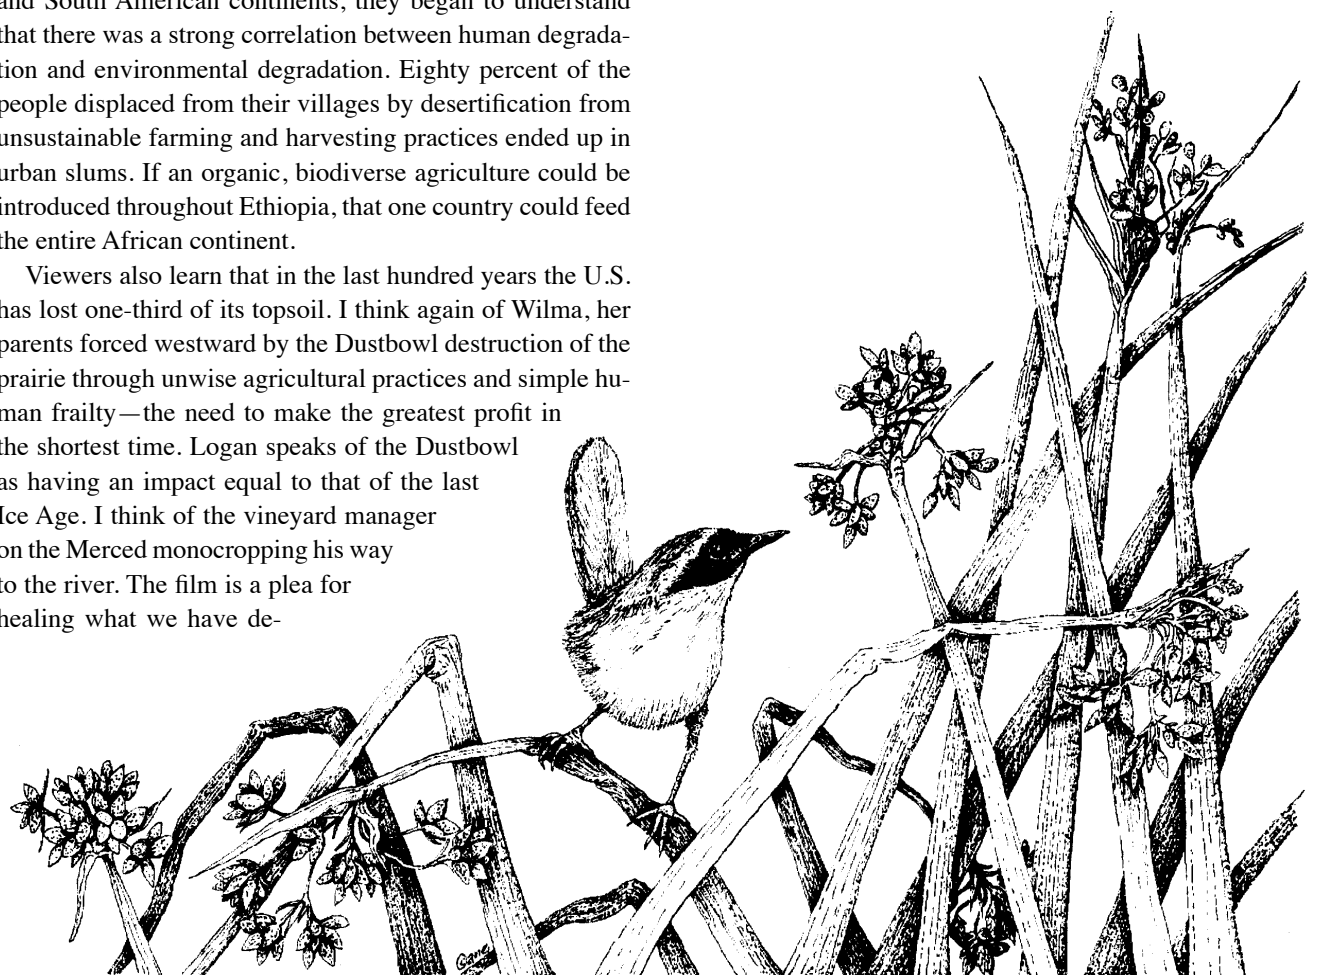 and South American continents, they began to understand
that there was a strong correlation between human degrada-
tion and environmental degradation. Eighty percent of the
people displaced from their villages by desertification from
unsustainable farming and harvesting practices ended up in
urban slums. If an organic, biodiverse agriculture could be
introduced throughout Ethiopia, that one country could feed
the entire African continent.
Viewers also learn that in the last hundred years the U.S.
has lost one-third of its topsoil. I think again of Wilma, her
parents forced westward by the Dustbowl destruction of the
prairie through unwise agricultural practices and simple hu-
man frailty—the need to make the greatest profit in
the shortest time. Logan speaks of the Dustbowl
as having an impact equal to that of the last
Ice Age. I think of the vineyard manager
on the Merced monocropping his way
to the river. The film is a plea for
healing what we have de-